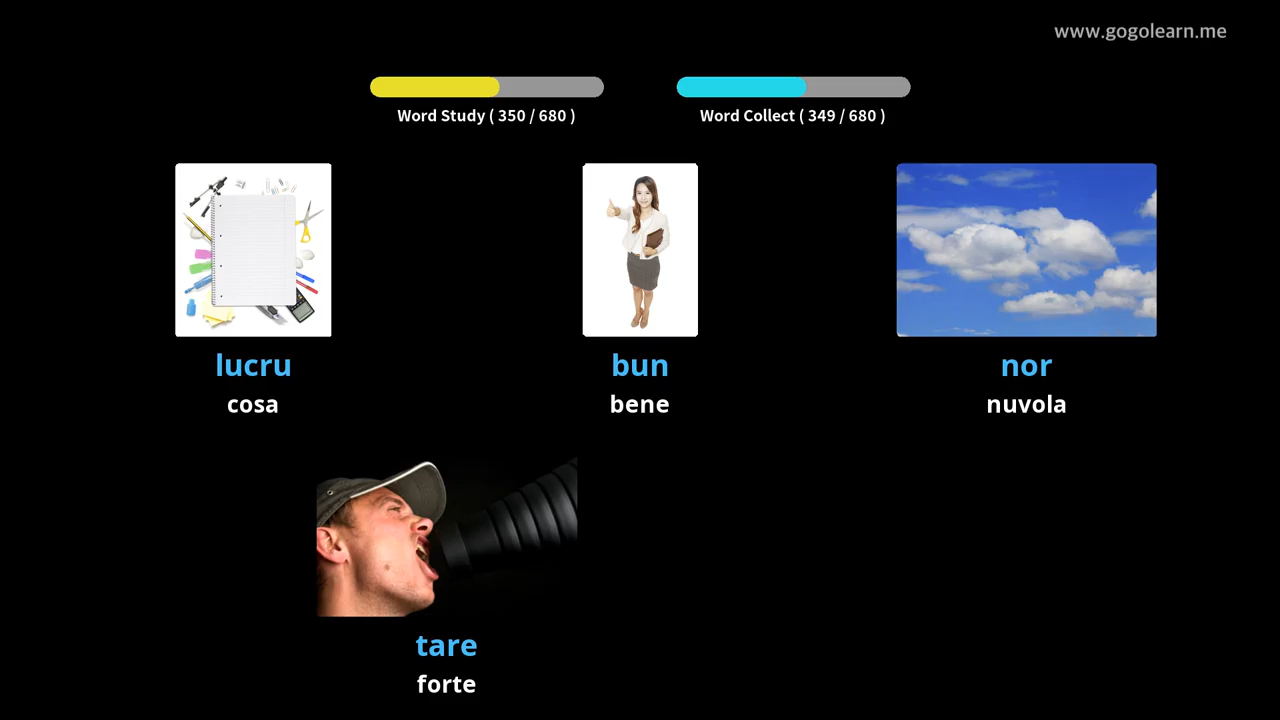 www.gogolearn.me
Word Study ( 350 / 680 )
Word Collect ( 349 / 680 )
lucru
cosa
bun
bene
nor
nuvola
tare
forte